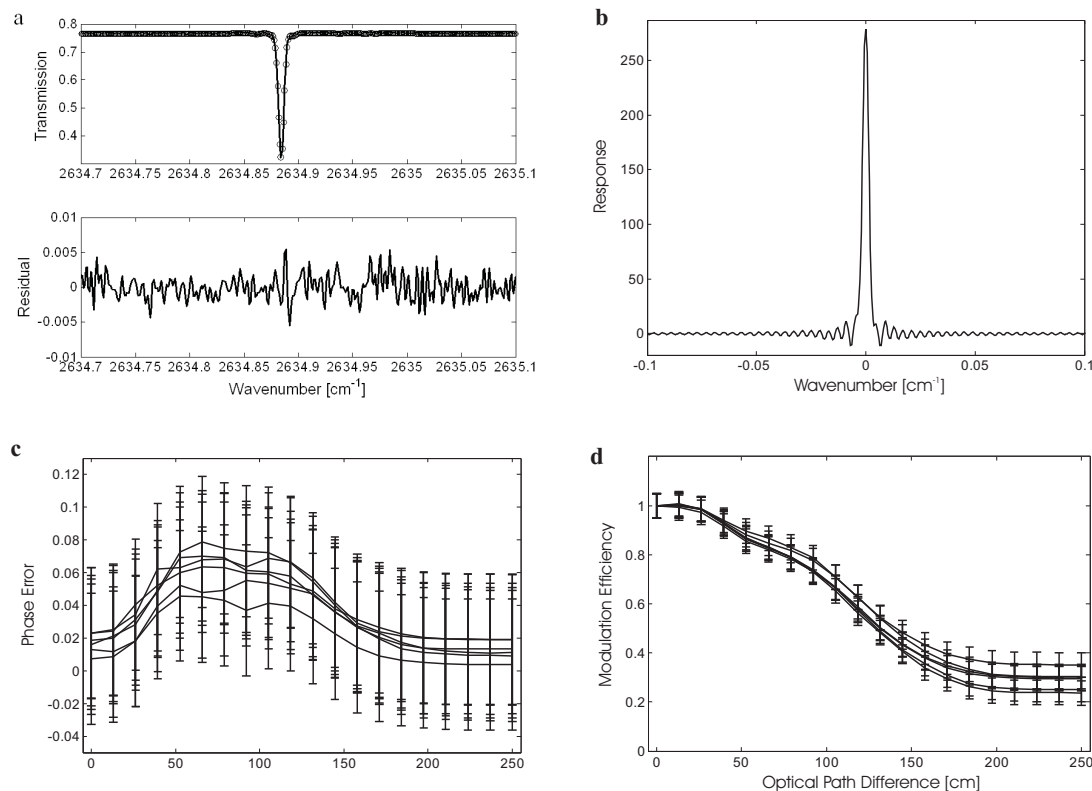 a
0.8
0.7
0.6
0.5
0.4
Transmission
2634.7 2634.75 2634.8 2634.85 2634.9 2634.95 2635 2635.05 2635.1
0.01
0.005
0
-0.005
-0.01
Residual
2634.7 2634.75 2634.8 2634.85 2634.9 2634.95 2635 2635.05 2635.1
Wavenumber [cm-1]
b
250
200
150
100
50
0
Response
-0.1 -0.05 0 0.05 0.1
Wavenumber [cm-1]
c
0.12
0.1
0.08
0.06
0.04
0.02
0
-0.02
-0.04
Phase Error
0 50 100 150 200 250
d
1
0.8
0.6
0.4
0.2
0
Modulation Efficiency
0 50 100 150 200 250
Optical Path Difference [cm]